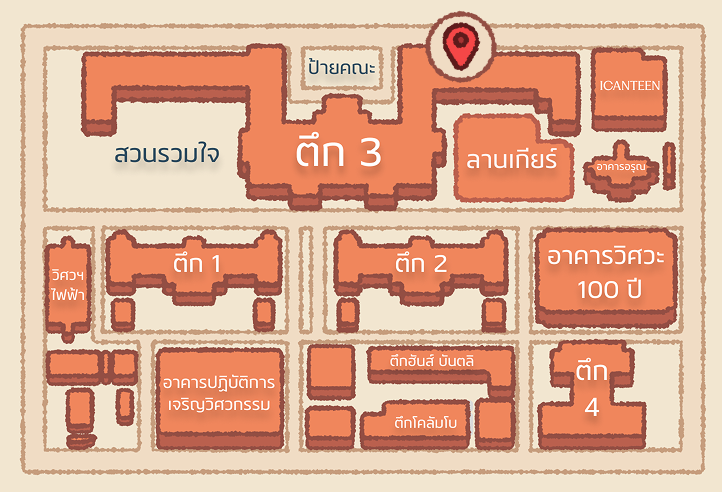 ป้ายคณะ
ICANTEEN
สวนรวมใจ
ตึก 3
ลานเกียร์
อาคารอรุณ
วิศวฯ
ไฟฟ้า
ตึก 1
ตึก 2
อาคารวิศวะ
100 ปี
อาคารปฏิบัติการ
เจริญวิศวกรรม
ตึกฮันส์ บันตลิ
ตึกโคลัมโบ
ตึก
4